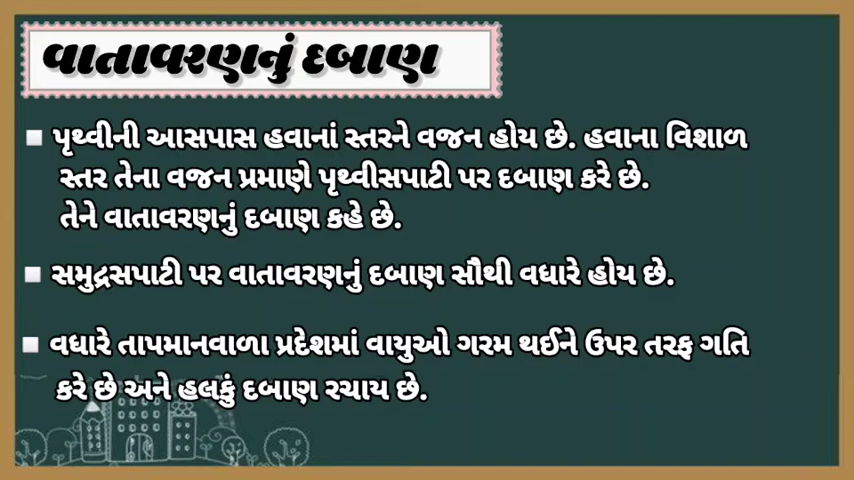 વાતાવરણનું દબાણ
પૃથ્વીની આસપાસ હવાનાં સ્તરને વજન હોય છે. હવાના વિશાળ
સ્તર તેના વજન પ્રમાણે પૃથ્વીસપાટી પર દબાણ કરે છે.
તેને વાતાવરણનું દબાણ કહે છે.
સમુદ્રસપાટી પર વાતાવરણનું દબાણ સૌથી વધારે હોય છે.
વધારે તાપમાનવાળા પ્રદેશમાં વાયુઓ ગરમ થઈને ઉપર તરફ ગતિ
કરે છે અને હલકું દબાણ રચાય છે.